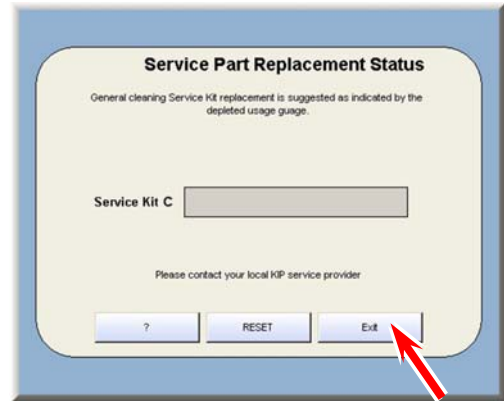 Service Part Replacement Status
General cleaning Service Kit replacement is suggested as indicated by the
depleted usage guage.
Service Kit C
Please contact your local KIP service provider
? RESET Exit